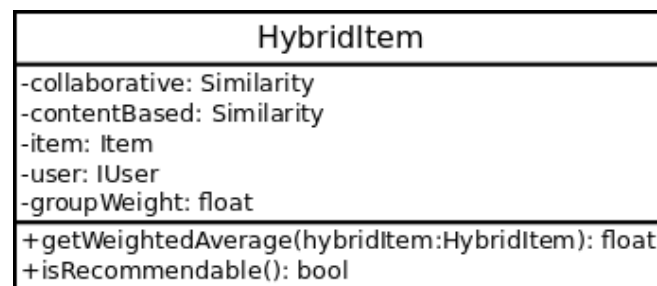 HybridItem
-collaborative: Similarity
-contentBased: Similarity
-item: Item
-user: IUser
-groupWeight: float
+getWeightedAverage(hybridItem:HybridItem): float
+isRecommendable(): bool